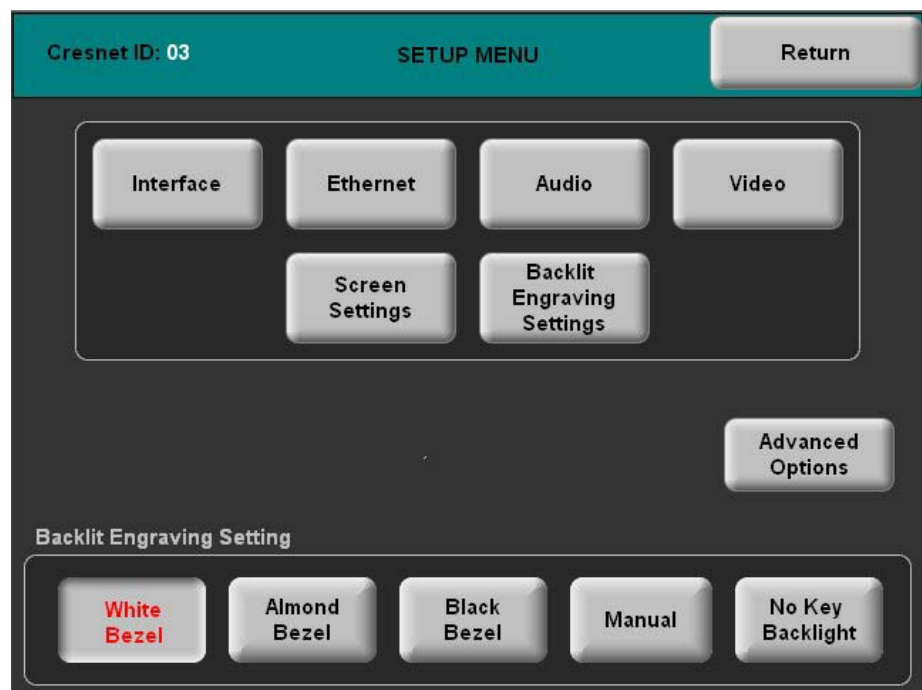 Cresnet ID: 03
SETUP MENU
Return
Interface
Ethernet
Audio
Video
Screen
Settings
Backlit
Engraving
Settings
Advanced
Options
Backlit Engraving Setting
White
Bezel
Almond
Bezel
Black
Bezel
Manual
No Key
Backlight